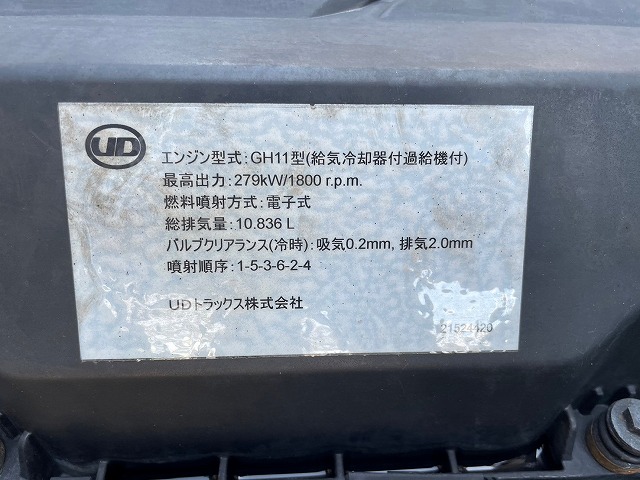 UD
エンジン型式:GH11型(給気冷却器付過給機付)
最高出力:279kW/1800 r.p.m.
燃料噴射方式:電子式
総排気量:10.836 L
バルブクリアランス(冷時):吸気0.2mm, 排気2.0mm
噴射順序:1-5-3-6-2-4
UDトラックス株式会社
21524420